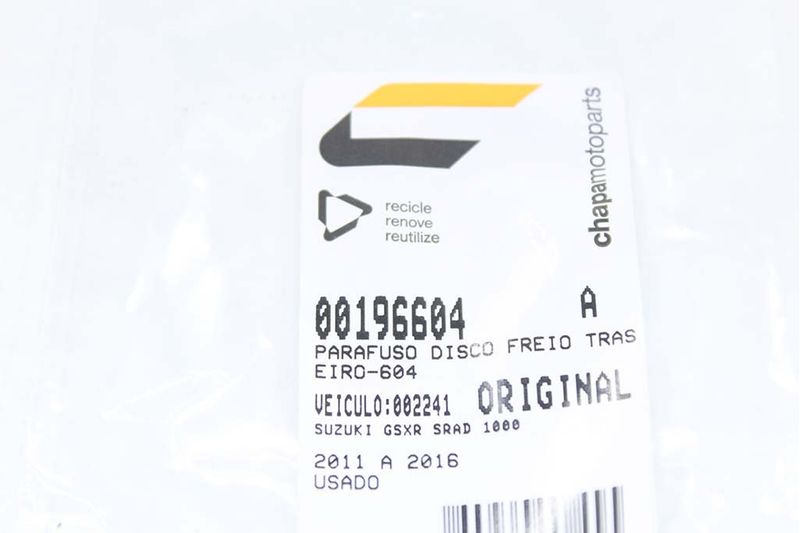 chapamotoparts
recicle
renove
reutilize
00196604 A
PARAFUSO DISCO FREIO TRAS
EIRO-604
VEICULO:002241 ORIGINAL
SUZUKI GSXR SRAD 1000
2011 A 2016
USADO